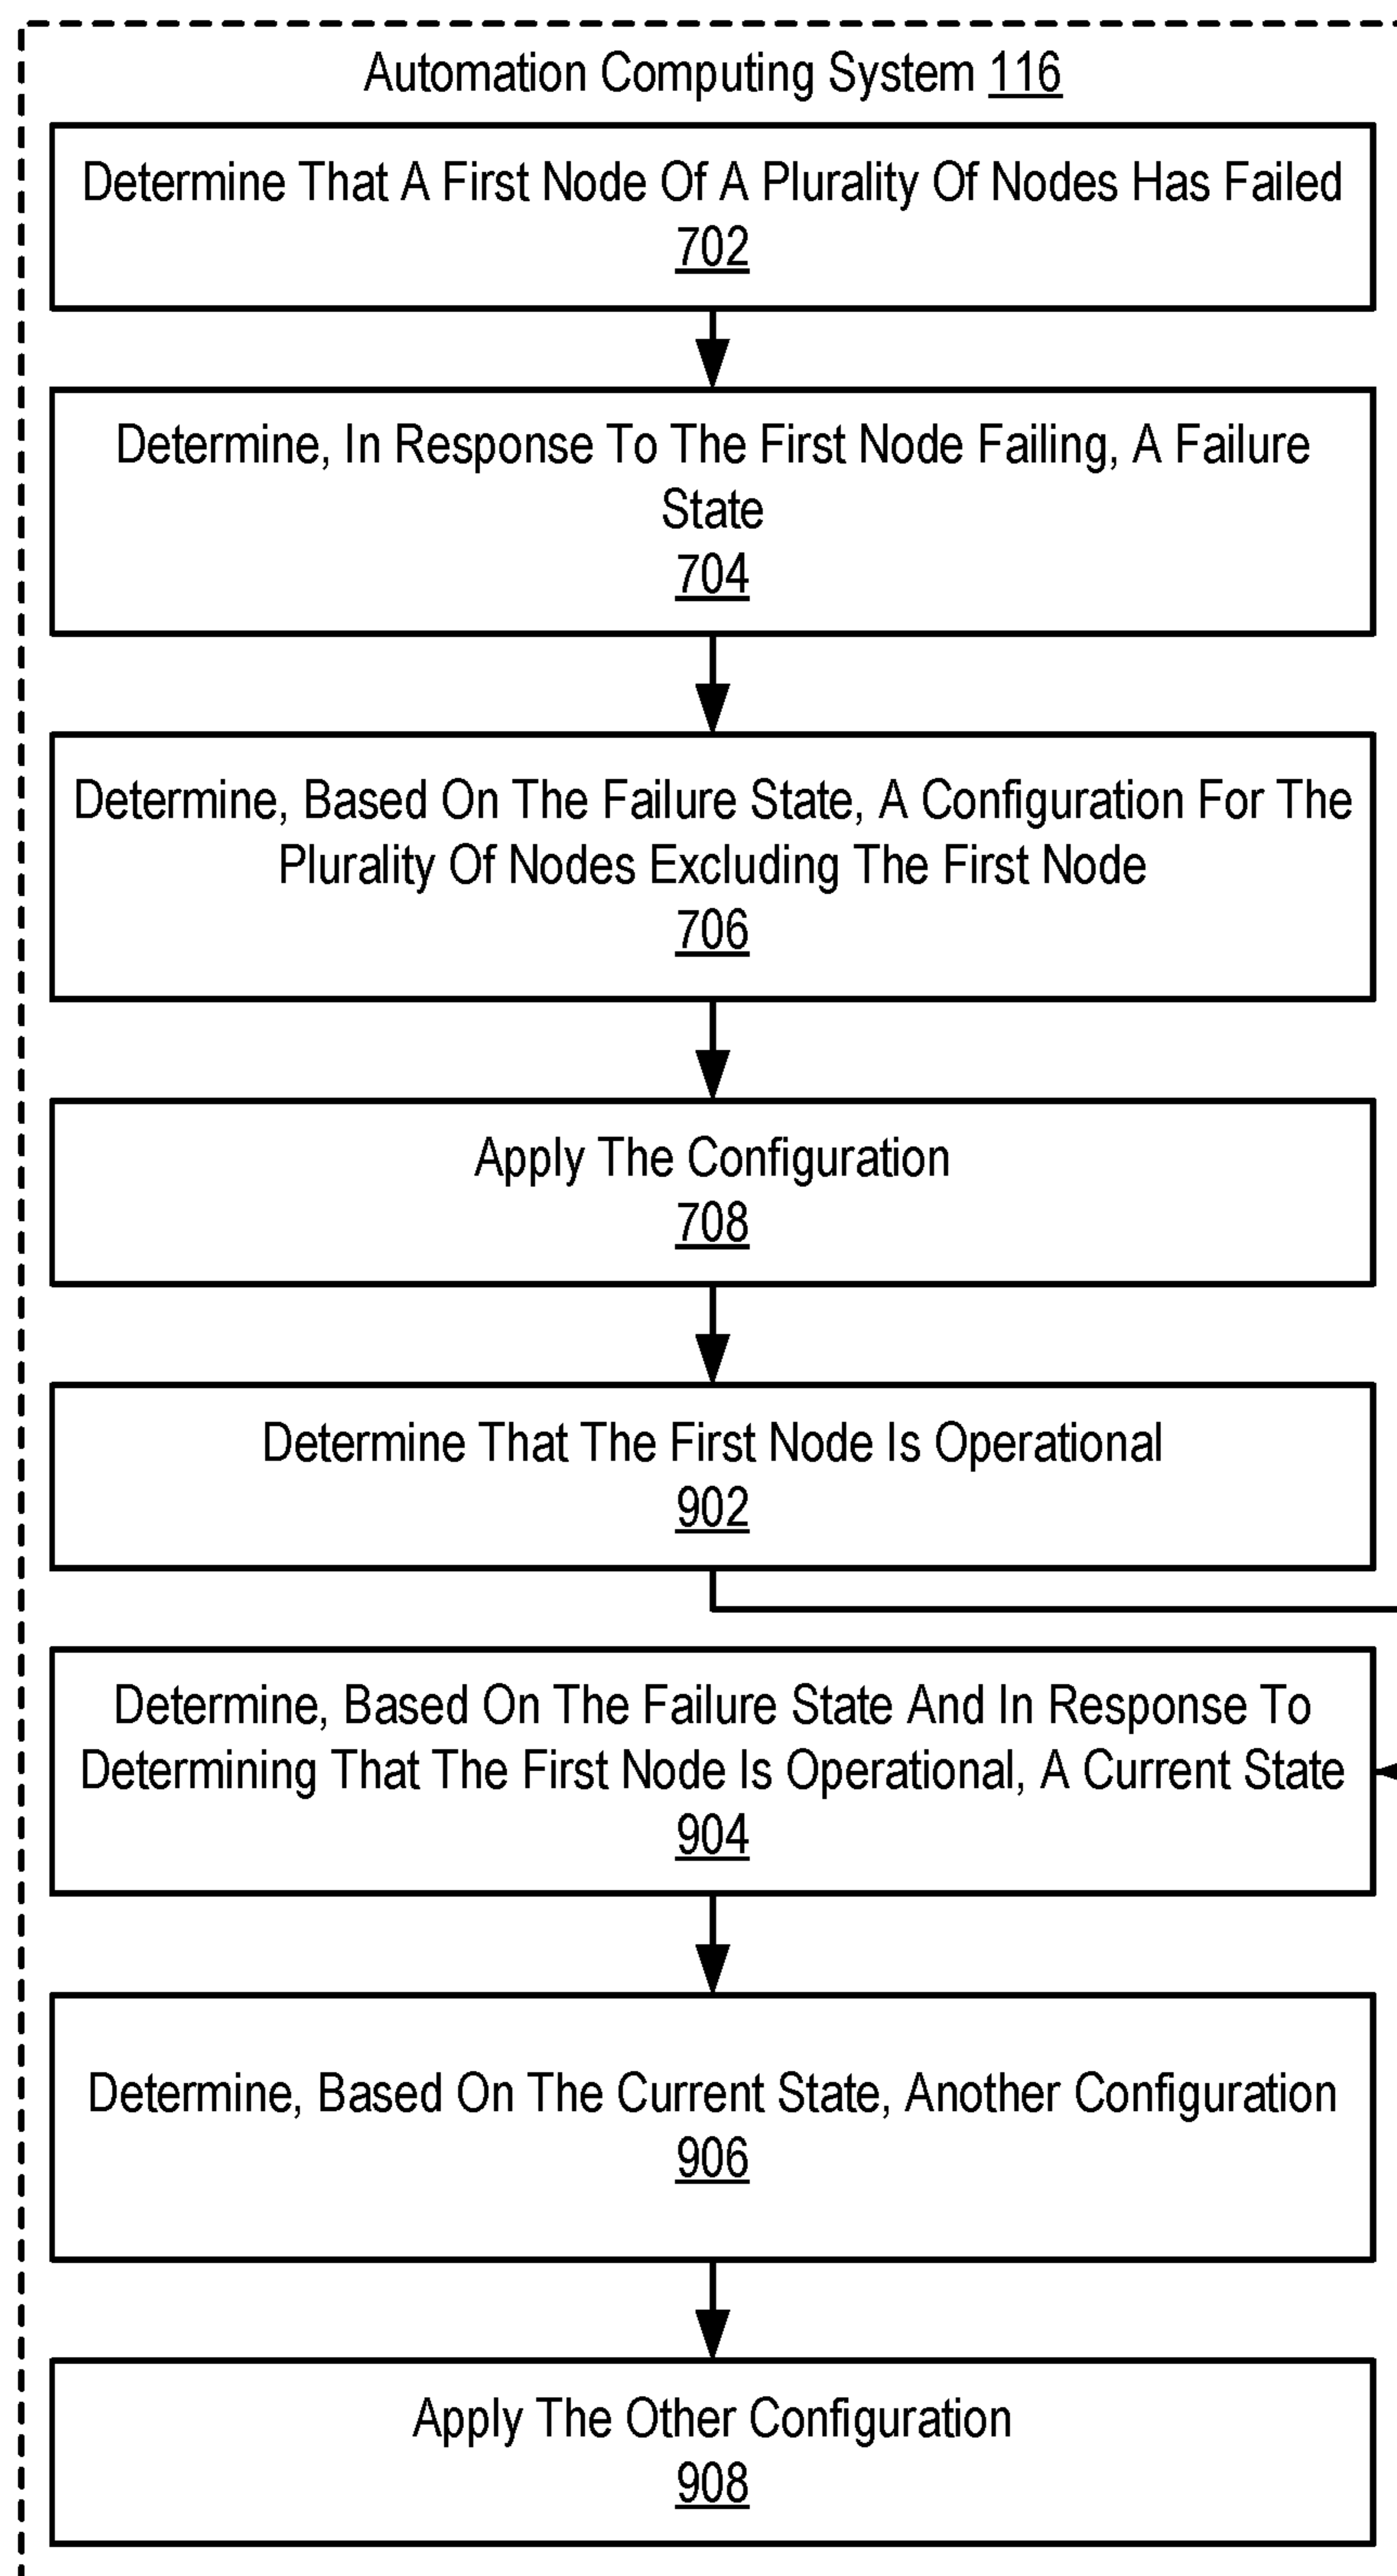 Automation Computing System 116
Determine That A First Node Of A Plurality Of Nodes Has Failed
702
Determine, In Response To The First Node Failing, A Failure
State
704
Determine, Based On The Failure State, A Configuration For The
Plurality Of Nodes Excluding The First Node
706
Apply The Configuration
708
Determine That The First Node Is Operational
902
Determine, Based On The Failure State And In Response To
Determining That The First Node Is Operational, A Current State
904
Determine, Based On The Current State, Another Configuration
906
Apply The Other Configuration
908